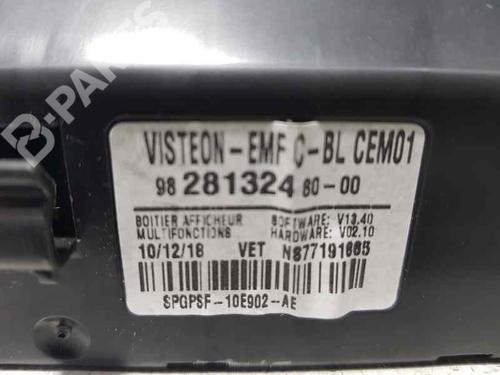 VISTEON-EMF C-BL CEM01
98 281324 80-00
BOITIER AFFICHEUR SOFTWARE: V13.40
MULTIFONCTIONS HARDWARE: V02.10
10/12/18 VET N877191665
SPGPSF-10E902-AE
B-PARTS